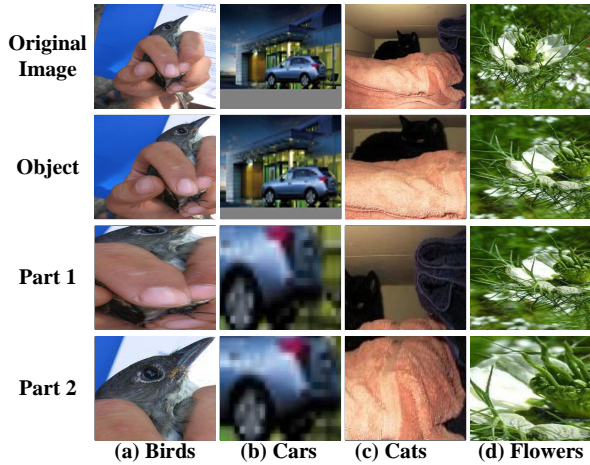 Original
Image
Object
Part 1
Part 2
(a) Birds (b) Cars (c) Cats (d) Flowers